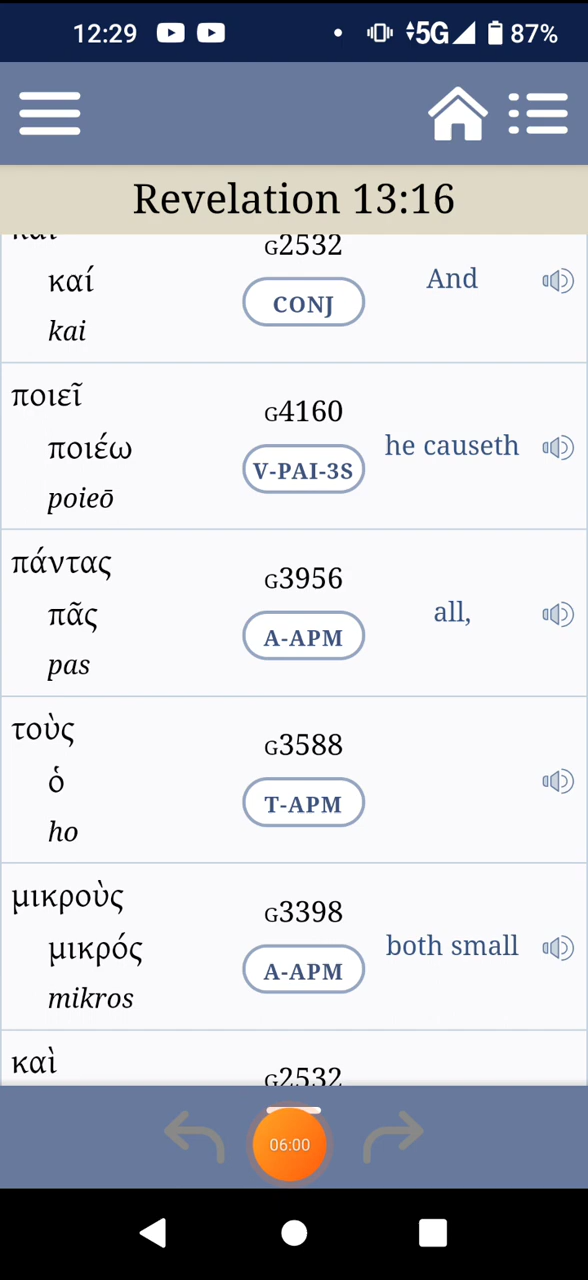 12:29
5G
87%
Revelation 13:16
καὶ
G2532
καί
CONJ
And
kai
ποιεῖ
G4160
ποιέω
V-PAI-3S
he causeth
poieō
πάντας
G3956
πᾶς
A-APM
all,
pas
τοὺς
G3588
ὁ
T-APM
ho
μικροὺς
G3398
μικρός
A-APM
both small
mikros
καὶ
G2532
06:00